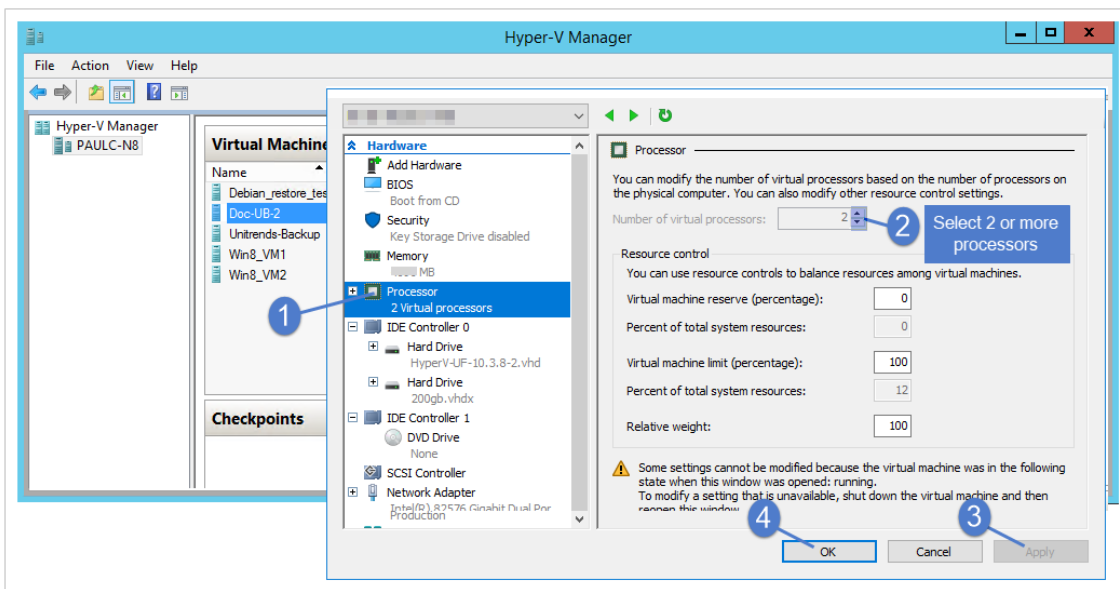 Hyper-V Manager
File Action View Help
Hyper-V Manager
PAULC-N8
Virtual Machine
Name
Debian_restore_tes
Doc-UB-2
Unitrends-Backup
Win8_VM1
Win8_VM2
Checkpoints
Hardware
Add Hardware
BIOS
Boot from CD
Security
Key Storage Drive disabled
Memory
MB
Processor
2 Virtual processors
IDE Controller 0
Hard Drive
HyperV-UF-10.3.8-2.vhd
Hard Drive
200gb.vhdx
IDE Controller 1
DVD Drive
None
SCSI Controller
Network Adapter
Intel(R) 82576 Gigabit Dual Por
Production
1
Processor
You can modify the number of virtual processors based on the number of processors on
the physical computer. You can also modify other resource control settings.
Number of virtual processors: 2
2
Select 2 or more
processors
Resource control
You can use resource controls to balance resources among virtual machines.
Virtual machine reserve (percentage): 0
Percent of total system resources: 0
Virtual machine limit (percentage): 100
Percent of total system resources: 12
Relative weight: 100
Some settings cannot be modified because the virtual machine was in the following
state when this window was opened: running.
To modify a setting that is unavailable, shut down the virtual machine and then
reopen this window
4
3
OK Cancel Apply